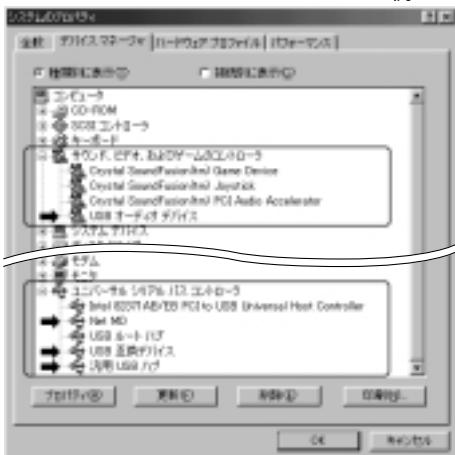 システムのプロパティ
全般 デバイス マネージャ ハードウェア プロファイル パフォーマンス
種類別に表示(T) 接続別に表示(C)
コンピュータ
CD-ROM
SCSI コントローラ
キーボード
サウンド、ビデオ、およびゲームのコントローラ
Crystal SoundFusion(tm) Game Device
Crystal SoundFusion(tm) Joystick
Crystal SoundFusion(tm) PCI Audio Accelerator
USB オーディオ デバイス
システム デバイス
モデム
モニタ
ユニバーサル シリアル バス コントローラ
Intel 82371AB/EB PCI to USB Universal Host Controller
Net MD
USB ルート ハブ
USB 互換デバイス
汎用 USB ハブ
プロパティ(R) 更新(F) 削除(E) 印刷(N)...
OK キャンセル